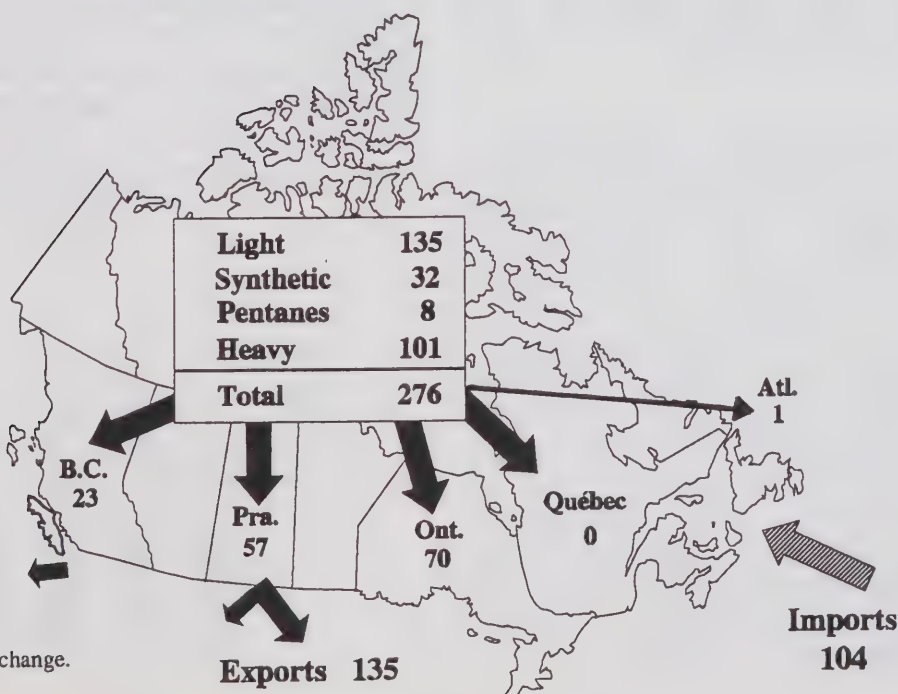 Light 135
Synthetic 32
Pentanes 8
Heavy 101
Total 276
Atl.
1
B.C.
23
Pra.
57
Ont.
70
Québec
0
Imports
104
change.
Exports 135